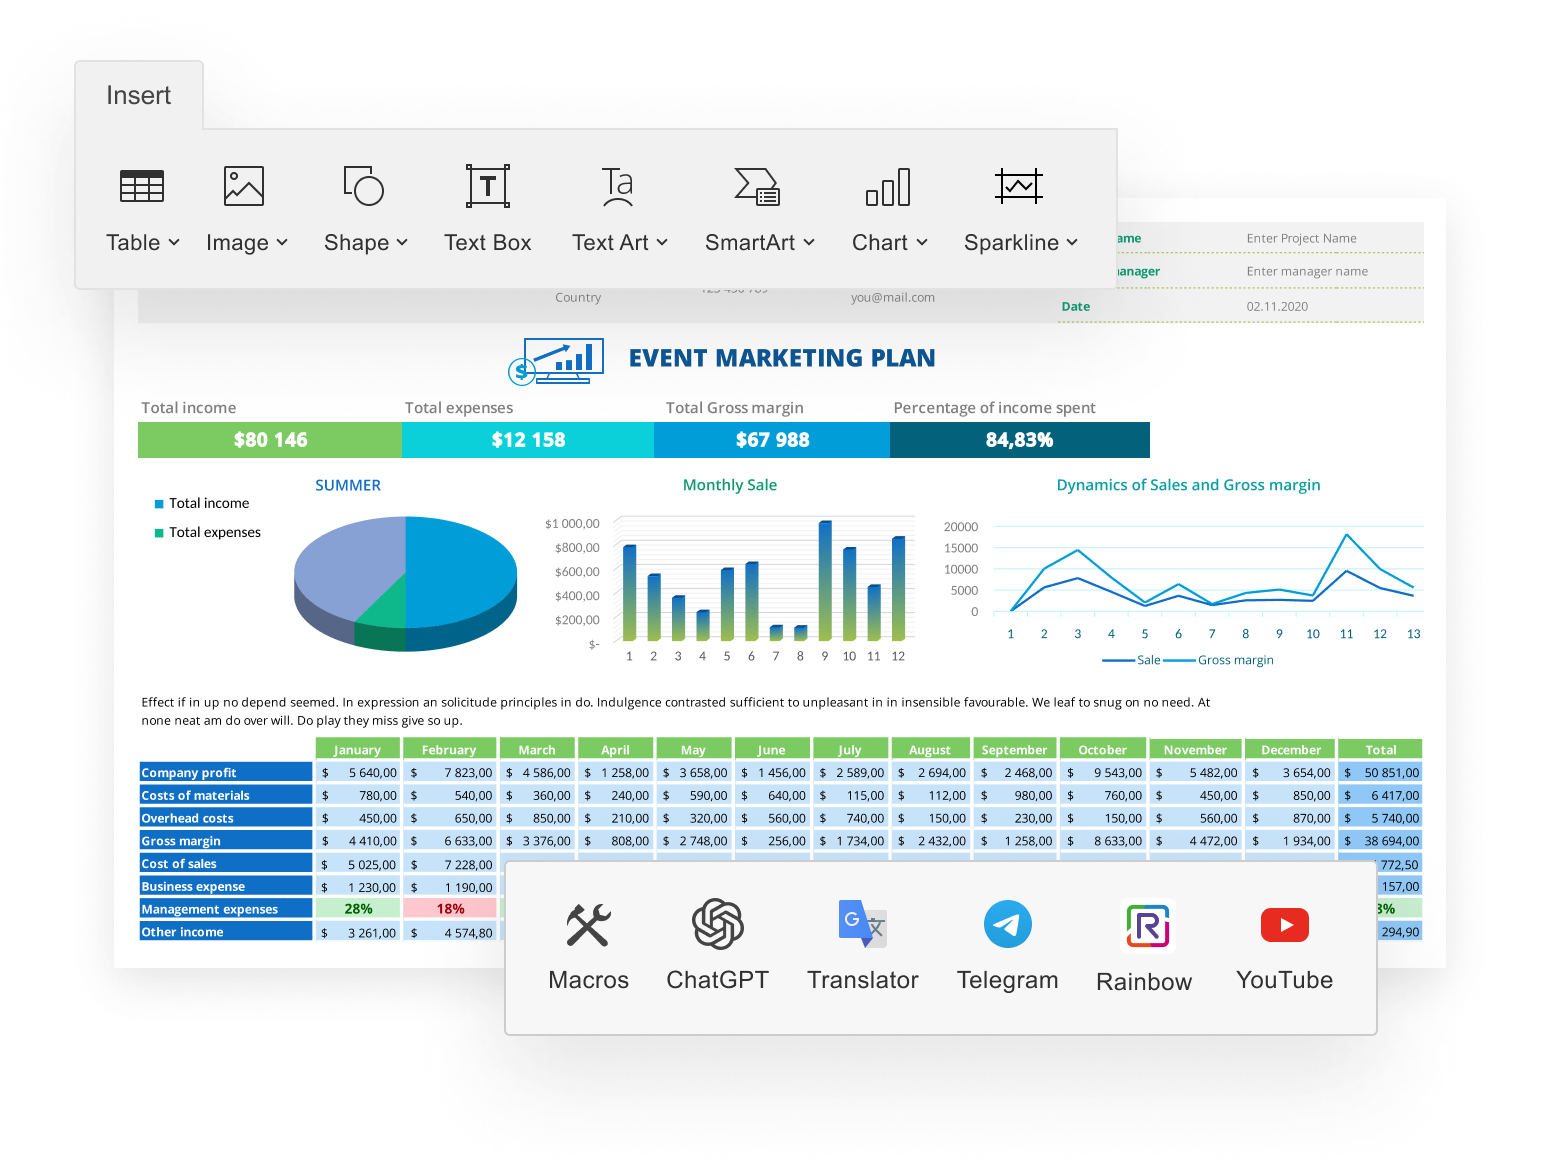 Insert
Table Image Shape Text Box Text Art SmartArt Chart Sparkline
Enter Project Name
Enter manager name
Country you@mail.com
Date 02.11.2020
EVENT MARKETING PLAN
Total income Total expenses Total Gross margin Percentage of income spent
$80 146 $12 158 $67 988 84,83%
SUMMER
Total income
Total expenses
Monthly Sale
$1 000,00
$800,00
$600,00
$400,00
$200,00
$-
1 2 3 4 5 6 7 8 9 10 11 12
Dynamics of Sales and Gross margin
20000
15000
10000
5000
0
1 2 3 4 5 6 7 8 9 10 11 12 13
Sale Gross margin
Effect if in up no depend seemed. In expression an solicitude principles in do. Indulgence contrasted sufficient to unpleasant in in insensible favourable. We leaf to snug on no need. At
none neat am do over will. Do play they miss give so up.
January February March April May June July August September October November December Total
Company profit $ 5 640,00 $ 7 823,00 $ 4 586,00 $ 1 258,00 $ 3 658,00 $ 1 456,00 $ 2 589,00 $ 2 694,00 $ 2 468,00 $ 9 543,00 $ 5 482,00 $ 3 654,00 $ 50 851,00
Costs of materials $ 780,00 $ 540,00 $ 360,00 $ 240,00 $ 590,00 $ 640,00 $ 115,00 $ 112,00 $ 980,00 $ 760,00 $ 450,00 $ 850,00 $ 6 417,00
Overhead costs $ 450,00 $ 650,00 $ 850,00 $ 210,00 $ 320,00 $ 560,00 $ 740,00 $ 150,00 $ 230,00 $ 150,00 $ 560,00 $ 870,00 $ 5 740,00
Gross margin $ 4 410,00 $ 6 633,00 $ 3 376,00 $ 808,00 $ 2 748,00 $ 256,00 $ 1 734,00 $ 2 432,00 $ 1 258,00 $ 8 633,00 $ 4 472,00 $ 1 934,00 $ 38 694,00
Cost of sales $ 5 025,00 $ 7 228,00 772,50
Business expense $ 1 230,00 $ 1 190,00 157,00
Management expenses 28% 18%
Other income $ 3 261,00 $ 4 574,80 294,90
Macros ChatGPT Translator Telegram Rainbow YouTube